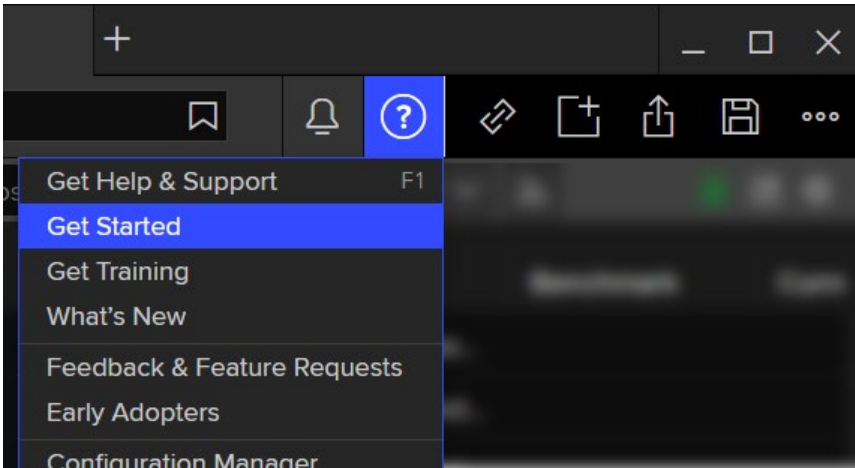 Get Help & Support F1
Get Started
Get Training
What's New
Feedback & Feature Requests
Early Adopters
Configuration Manager